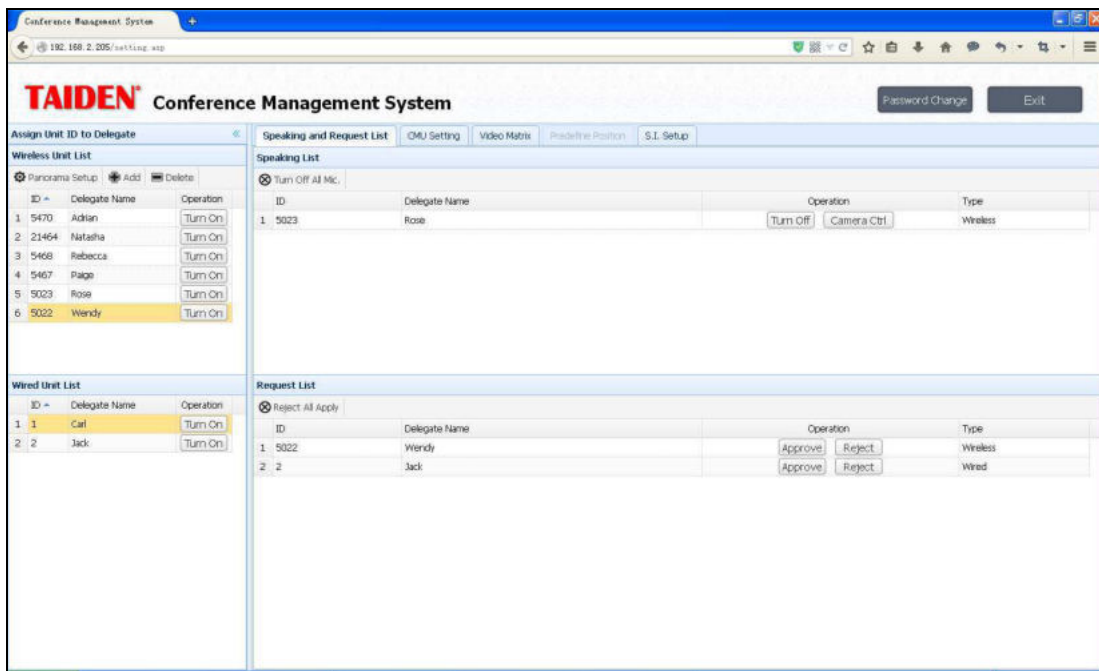 Conference Management System
192.168.2.205/setting.asp
TAIDEN® Conference Management System
Password Change Exit
Assign Unit ID to Delegate
Speaking and Request List CMU Setting Video Matrix Predefine Position S.I. Setup
Wireless Unit List
Panorama Setup Add Delete
ID Delegate Name Operation
1 5470 Adrian Turn On
2 21464 Natasha Turn On
3 5468 Rebecca Turn On
4 5467 Paige Turn On
5 5023 Rose Turn On
6 5022 Wendy Turn On
Speaking List
Turn Off All Mic.
ID Delegate Name Operation Type
1 5023 Rose Turn Off Camera Ctrl Wireless
Wired Unit List
ID Delegate Name Operation
1 1 Carl Turn On
2 2 Jack Turn On
Request List
Reject All Apply
ID Delegate Name Operation Type
1 5022 Wendy Approve Reject Wireless
2 2 Jack Approve Reject Wired